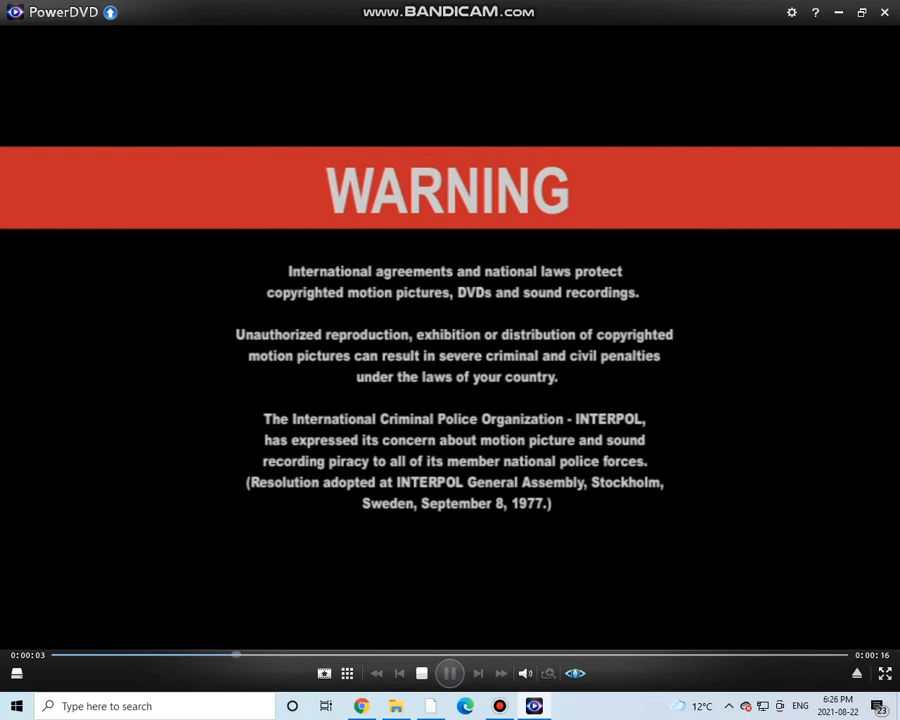 PowerDVD
www.BANDICAM.com
WARNING
International agreements and national laws protect
copyrighted motion pictures, DVDs and sound recordings.
Unauthorized reproduction, exhibition or distribution of copyrighted
motion pictures can result in severe criminal and civil penalties
under the laws of your country.
The International Criminal Police Organization - INTERPOL,
has expressed its concern about motion picture and sound
recording piracy to all of its member national police forces.
(Resolution adopted at INTERPOL General Assembly, Stockholm,
Sweden, September 8, 1977.)
0:00:03
0:00:16
Type here to search
12°C
ENG
6:26 PM
2021-08-22
23